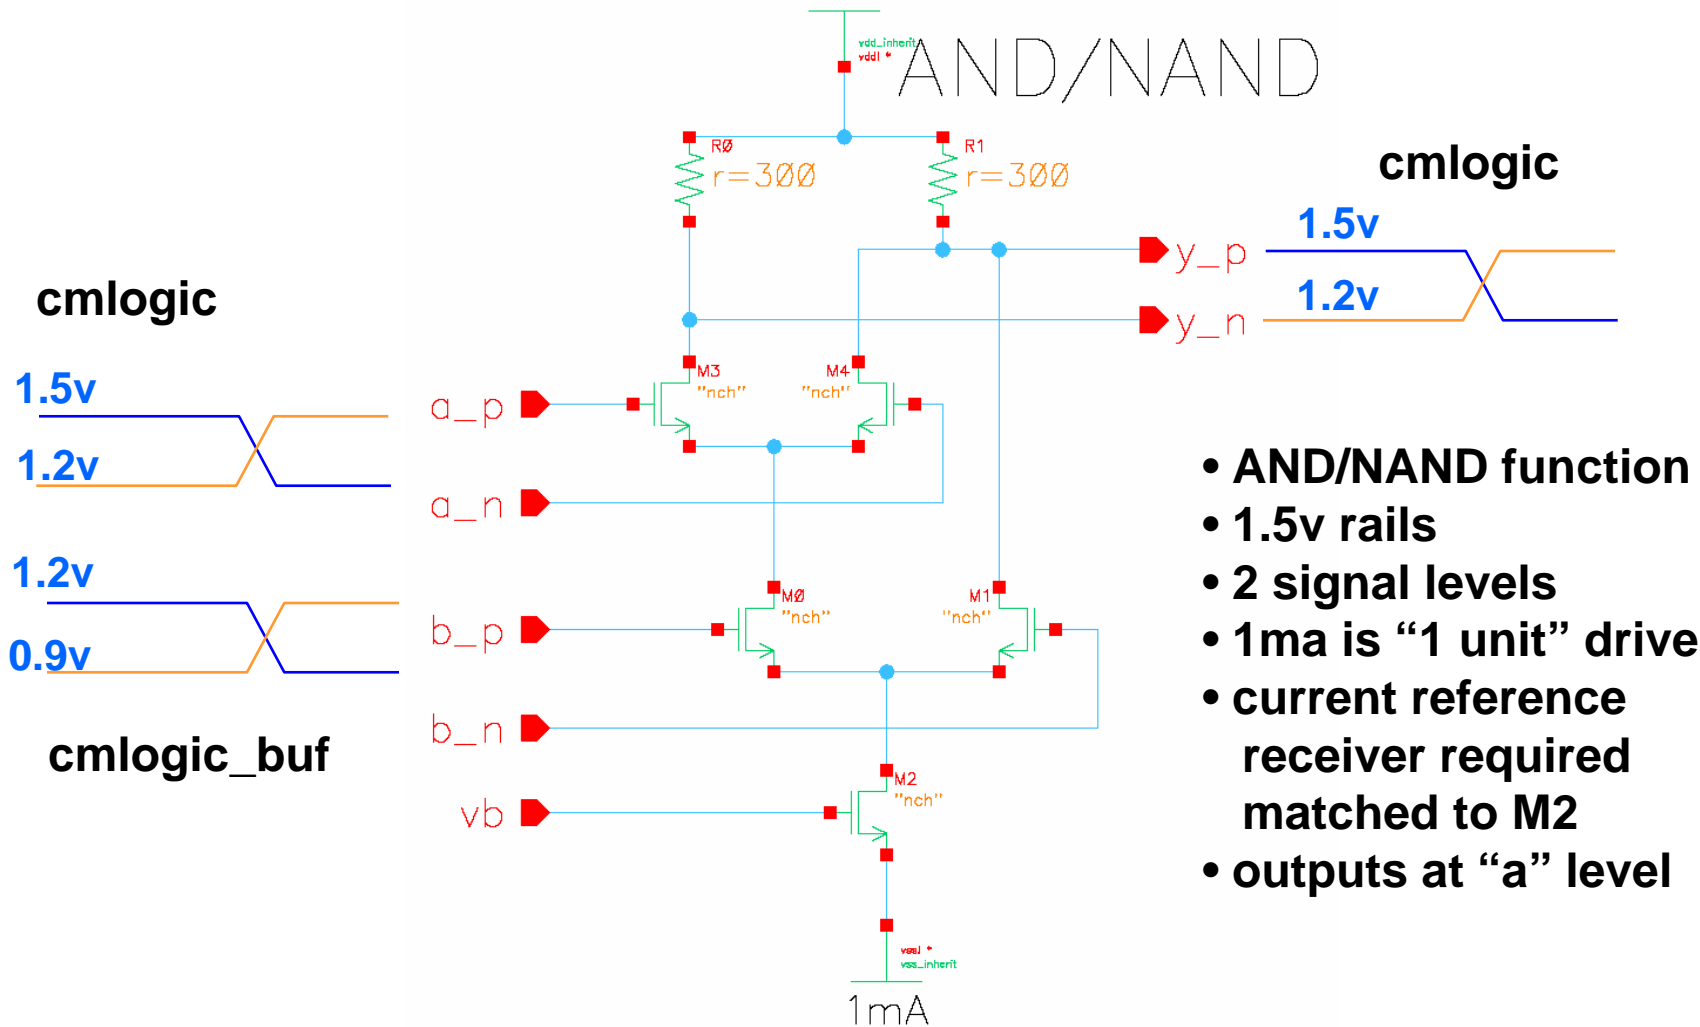 vdd_inherit
vdd! *
AND/NAND
R0
r=300
R1
r=300
cmlogic
1.5v
y_p
1.2v
y_n
cmlogic
1.5v
1.2v
a_p
M3
"nch"
M4
"nch"
a_n
1.2v
0.9v
cmlogic_buf
b_p
M0
"nch"
M1
"nch"
b_n
vb
M2
"nch"
vss! *
vss_inherit
1mA
• AND/NAND function
• 1.5v rails
• 2 signal levels
• 1ma is “1 unit” drive
• current reference
receiver required
matched to M2
• outputs at “a” level